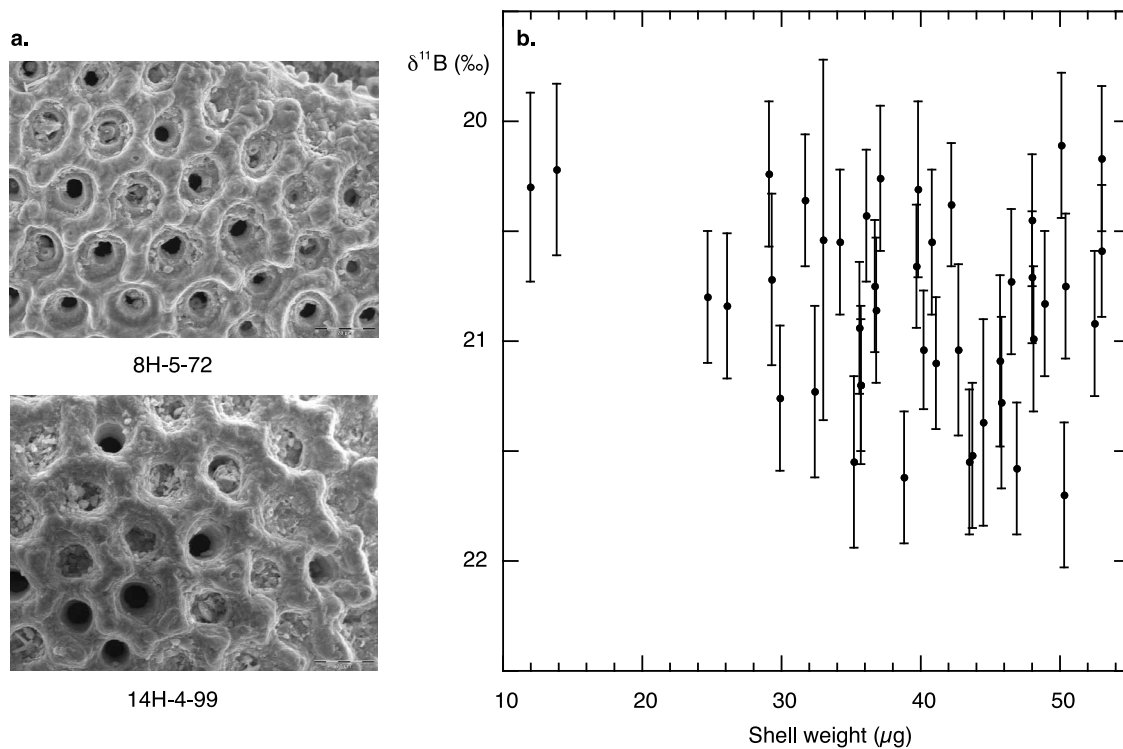 a.
8H-5-72
14H-4-99
b.
δ¹¹B (‰)
20
21
22
10 20 30 40 50
Shell weight (µg)